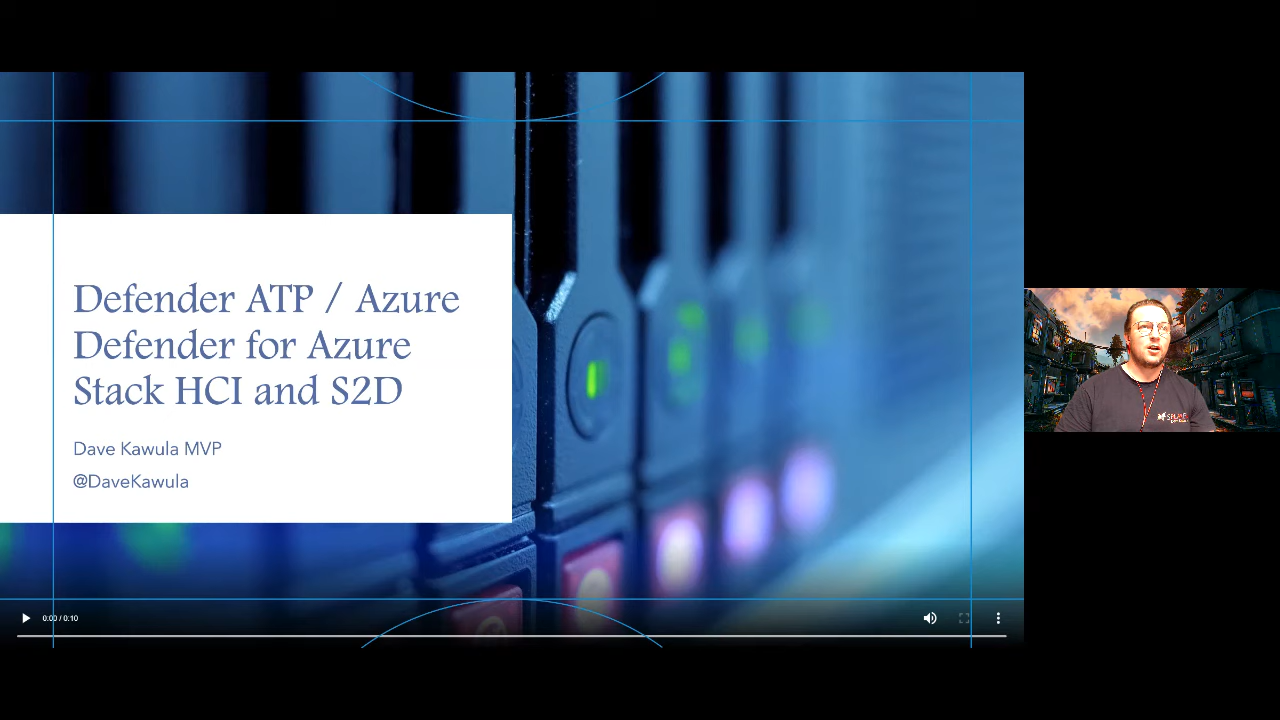 Defender ATP / Azure
Defender for Azure
Stack HCI and S2D
Dave Kawula MVP
@DaveKawula
0:00 / 0:10